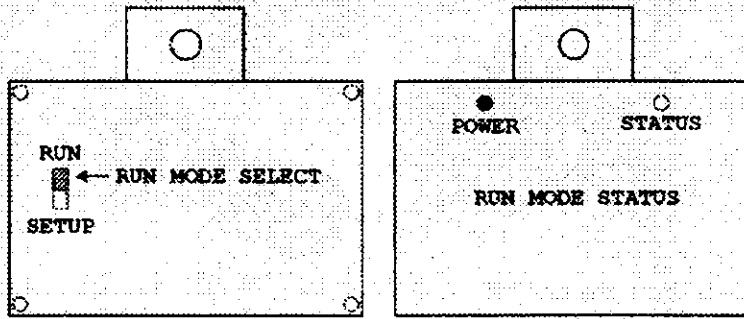 RUN
RUN MODE SELECT
SETUP
POWER
STATUS
RUN MODE STATUS